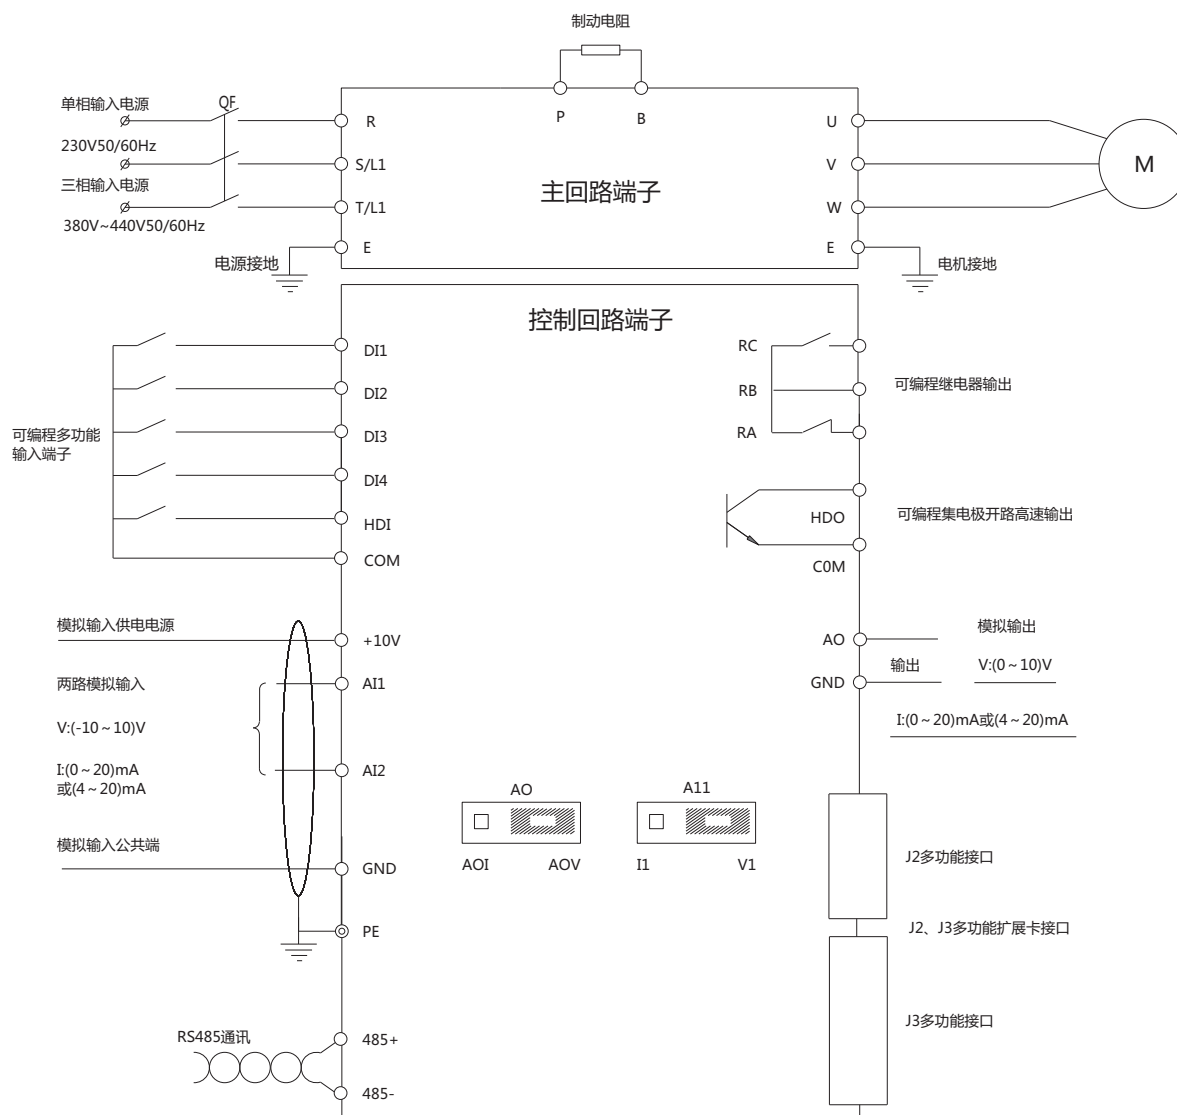 制动电阻
单相输入电源
QF
P
B
R
U
230V50/60Hz
S/L1
V
M
三相输入电源
主回路端子
T/L1
W
380V~440V50/60Hz
E
E
电源接地
电机接地
控制回路端子
DI1
RC
DI2
RB
可编程继电器输出
可编程多功能
输入端子
DI3
RA
DI4
HDI
HDO
可编程集电极开路高速输出
COM
C0M
模拟输入供电电源
+10V
AO
模拟输出
两路模拟输入
AI1
GND
输出
V:(0~10)V
V:(-10~10)V
I:(0~20)mA或(4~20)mA
I:(0~20)mA
或(4~20)mA
AI2
AO
A11
模拟输入公共端
GND
AOI
AOV
I1
V1
J2多功能接口
PE
J2、J3多功能扩展卡接口
J3多功能接口
RS485通讯
485+
485-